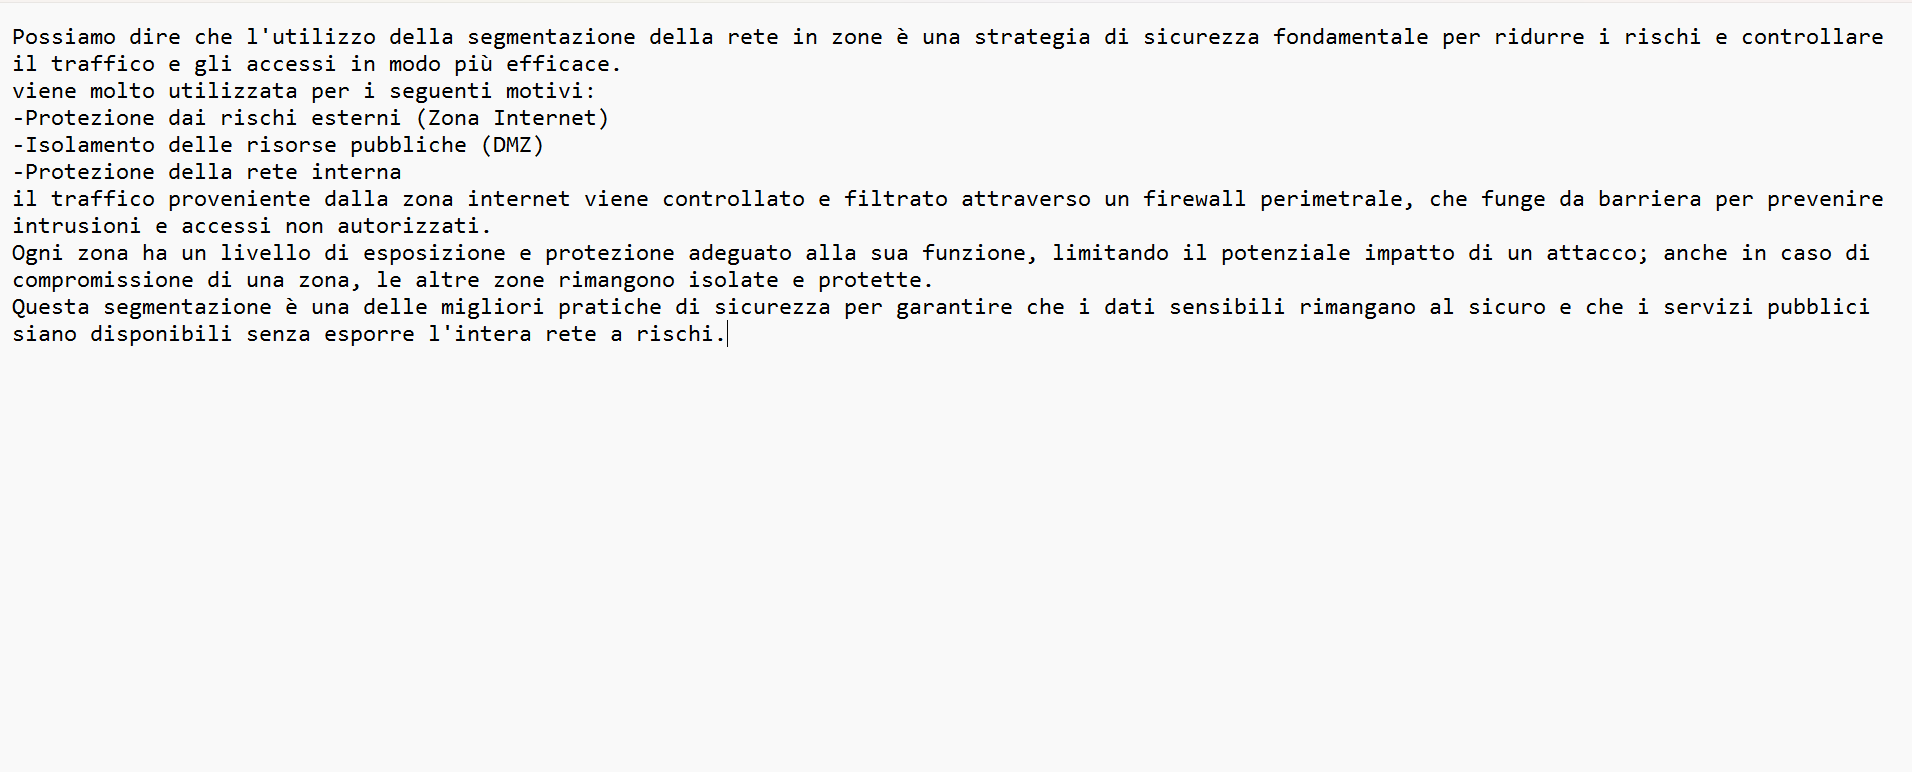 Possiamo dire che l'utilizzo della segmentazione della rete in zone è una strategia di sicurezza fondamentale per ridurre i rischi e controllare
il traffico e gli accessi in modo più efficace.
viene molto utilizzata per i seguenti motivi:
-Protezione dai rischi esterni (Zona Internet)
-Isolamento delle risorse pubbliche (DMZ)
-Protezione della rete interna
il traffico proveniente dalla zona internet viene controllato e filtrato attraverso un firewall perimetrale, che funge da barriera per prevenire
intrusioni e accessi non autorizzati.
Ogni zona ha un livello di esposizione e protezione adeguato alla sua funzione, limitando il potenziale impatto di un attacco; anche in caso di
compromissione di una zona, le altre zone rimangono isolate e protette.
Questa segmentazione è una delle migliori pratiche di sicurezza per garantire che i dati sensibili rimangano al sicuro e che i servizi pubblici
siano disponibili senza esporre l'intera rete a rischi.